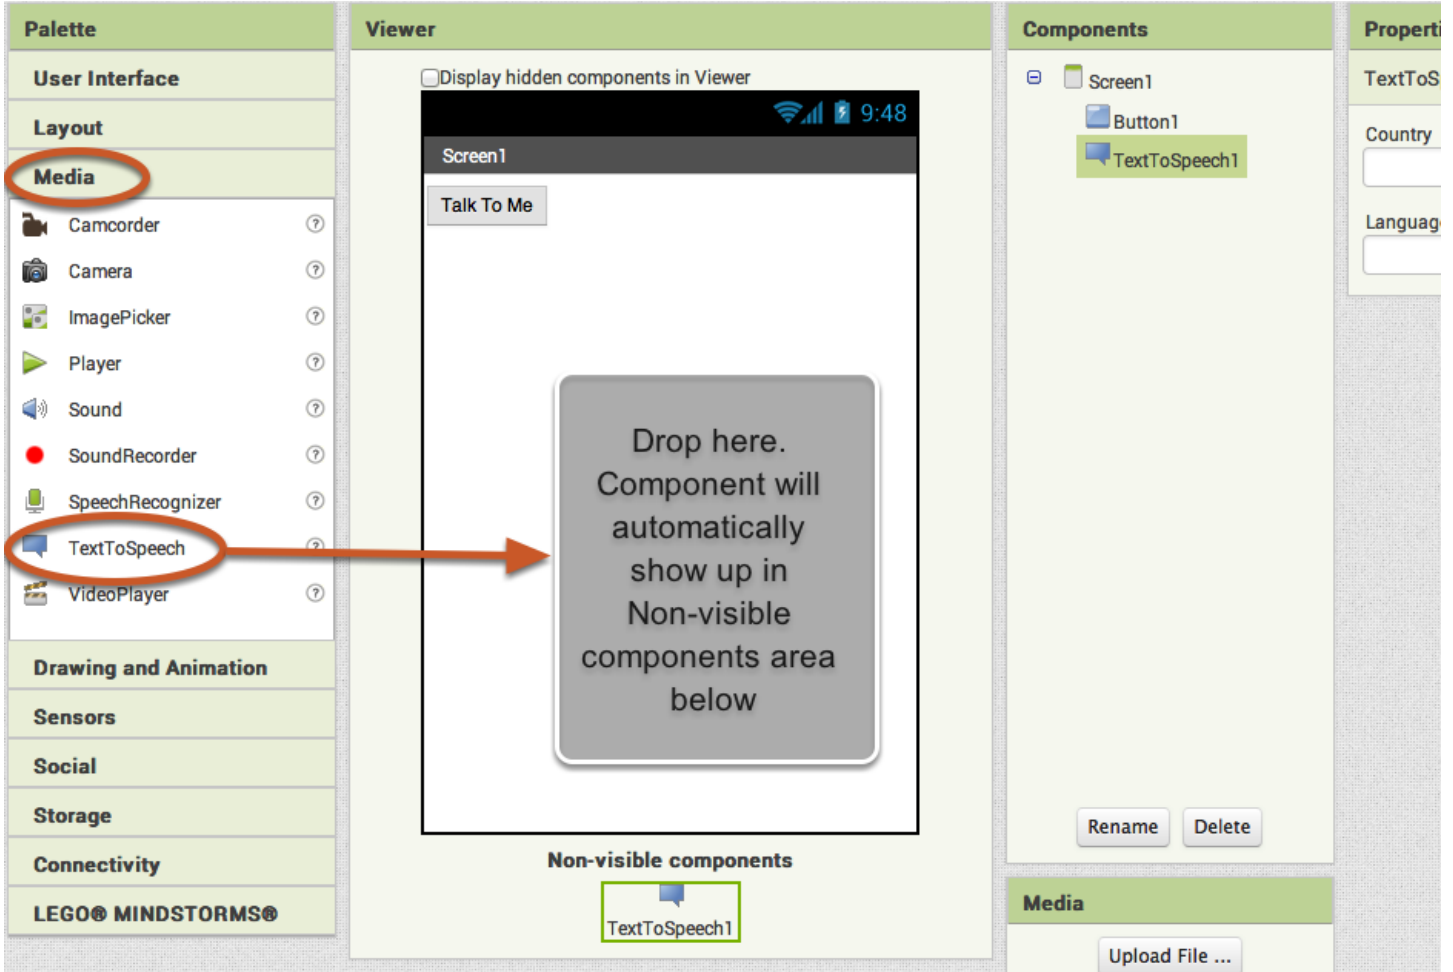 Palette
User Interface
Layout
Media
Camcorder
Camera
ImagePicker
Player
Sound
SoundRecorder
SpeechRecognizer
TextToSpeech
VideoPlayer
Drawing and Animation
Sensors
Social
Storage
Connectivity
LEGO® MINDSTORMS®
Viewer
Display hidden components in Viewer
9:48
Screen1
Talk To Me
Drop here.
Component will
automatically
show up in
Non-visible
components area
below
Non-visible components
TextToSpeech1
Components
Screen1
Button1
TextToSpeech1
Rename Delete
Media
Upload File ...
Properti
TextToS
Country
Languag